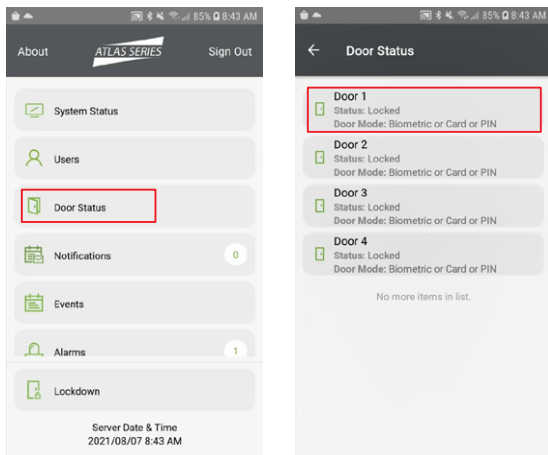 85% 8:43 AM
About
ATLAS SERIES
Sign Out
System Status
Users
Door Status
Notifications
0
Events
Alarms
1
Lockdown
Server Date & Time
2021/08/07 8:43 AM
85% 8:43 AM
Door Status
Door 1
Status: Locked
Door Mode: Biometric or Card or PIN
Door 2
Status: Locked
Door Mode: Biometric or Card or PIN
Door 3
Status: Locked
Door Mode: Biometric or Card or PIN
Door 4
Status: Locked
Door Mode: Biometric or Card or PIN
No more items in list.